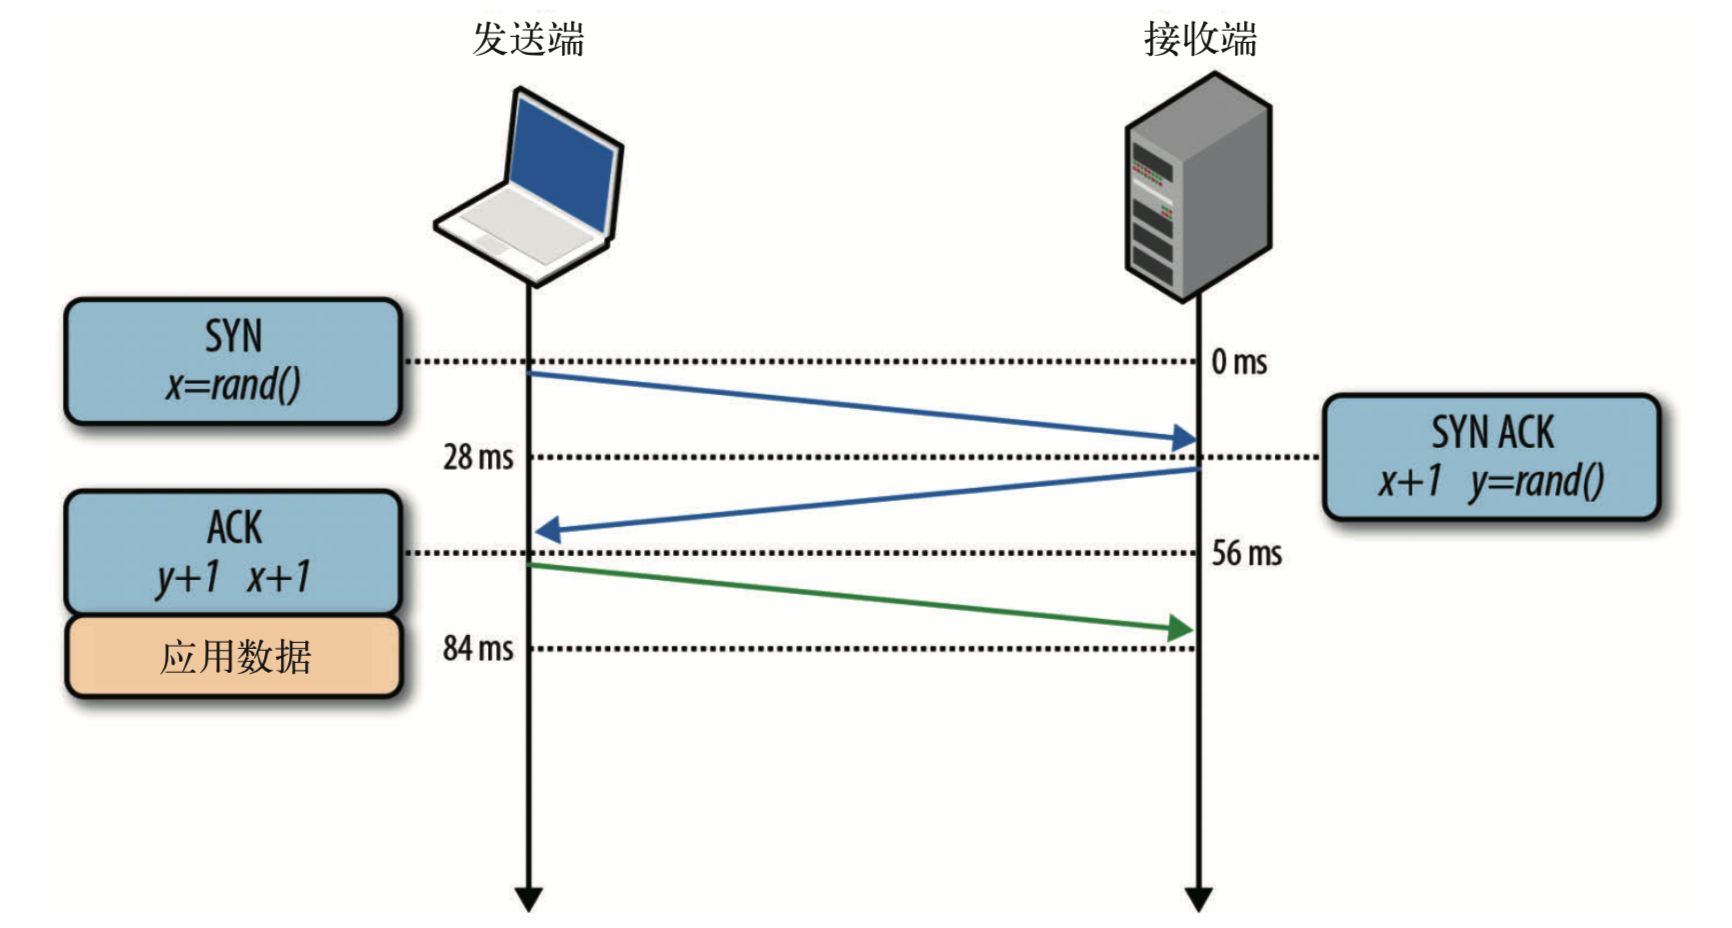 发送端
接收端
SYN
x=rand()
0 ms
28 ms
SYN ACK
x+1 y=rand()
ACK
y+1 x+1
56 ms
应用数据
84 ms